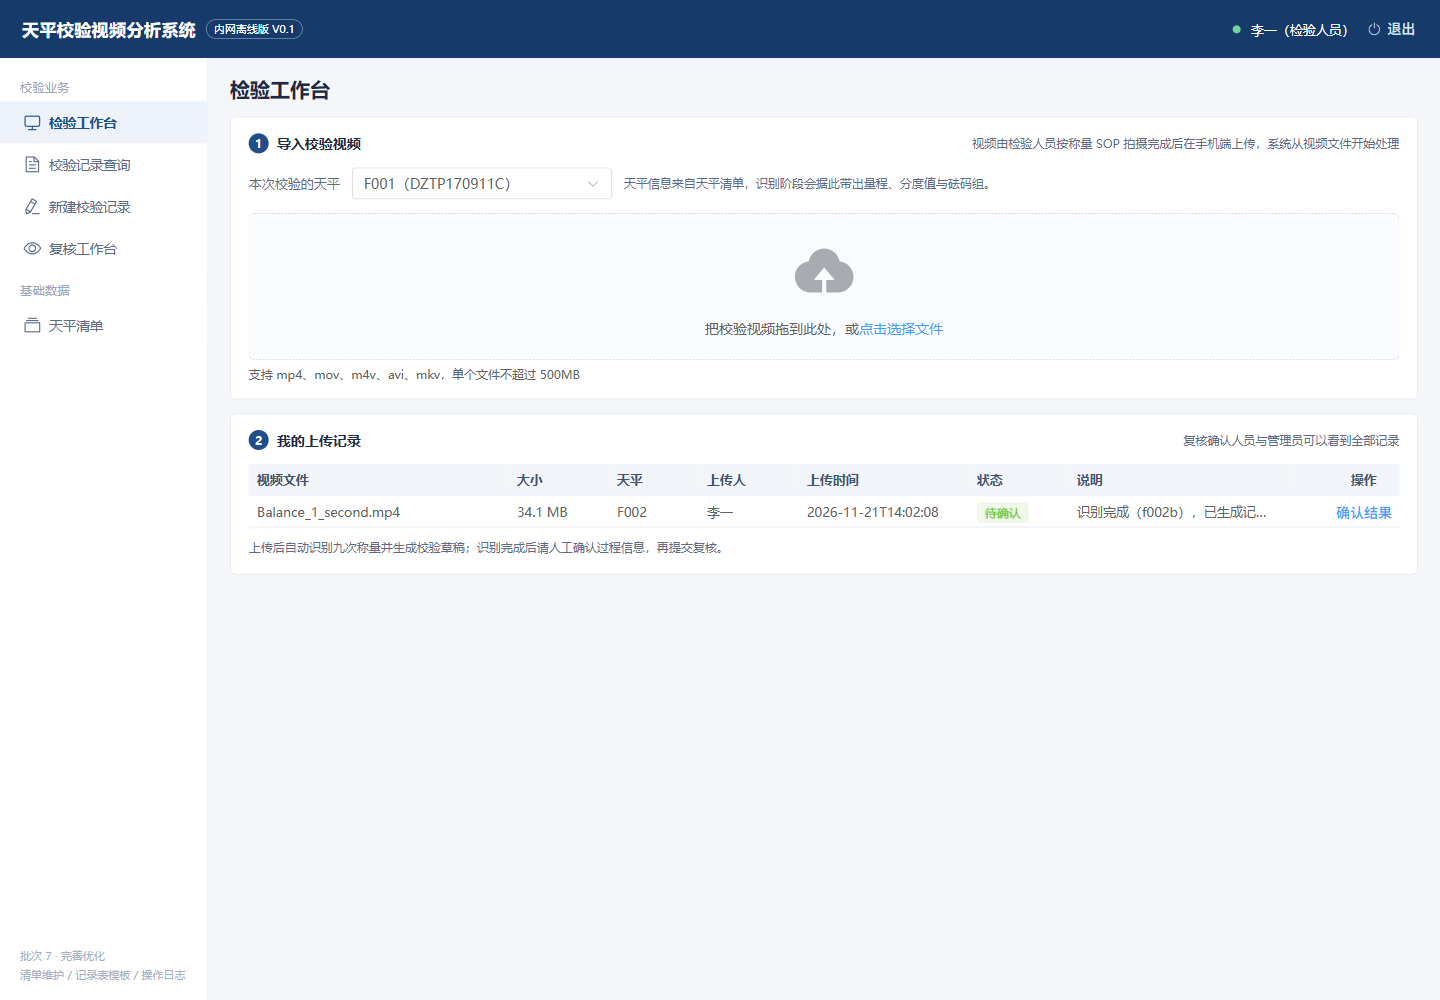 天平校验视频分析系统 内网离线版 V0.1 李一（检验人员） 退出
校验业务
检验工作台
校验记录查询
新建校验记录
复核工作台
基础数据
天平清单
批次 7 · 完善优化
清单维护 / 记录表模板 / 操作日志
检验工作台
1 导入校验视频 视频由检验人员按称量 SOP 拍摄完成后在手机端上传，系统从视频文件开始处理
本次校验的天平 F001（DZTP170911C） 天平信息来自天平清单，识别阶段会据此带出量程、分度值与砝码组。
把校验视频拖到此处，或点击选择文件
支持 mp4、mov、m4v、avi、mkv，单个文件不超过 500MB
2 我的上传记录 复核确认人员与管理员可以看到全部记录
视频文件 大小 天平 上传人 上传时间 状态 说明 操作
Balance_1_second.mp4 34.1 MB F002 李一 2026-11-21T14:02:08 待确认 识别完成（f002b），已生成记... 确认结果
上传后自动识别九次称量并生成校验草稿；识别完成后请人工确认过程信息，再提交复核。